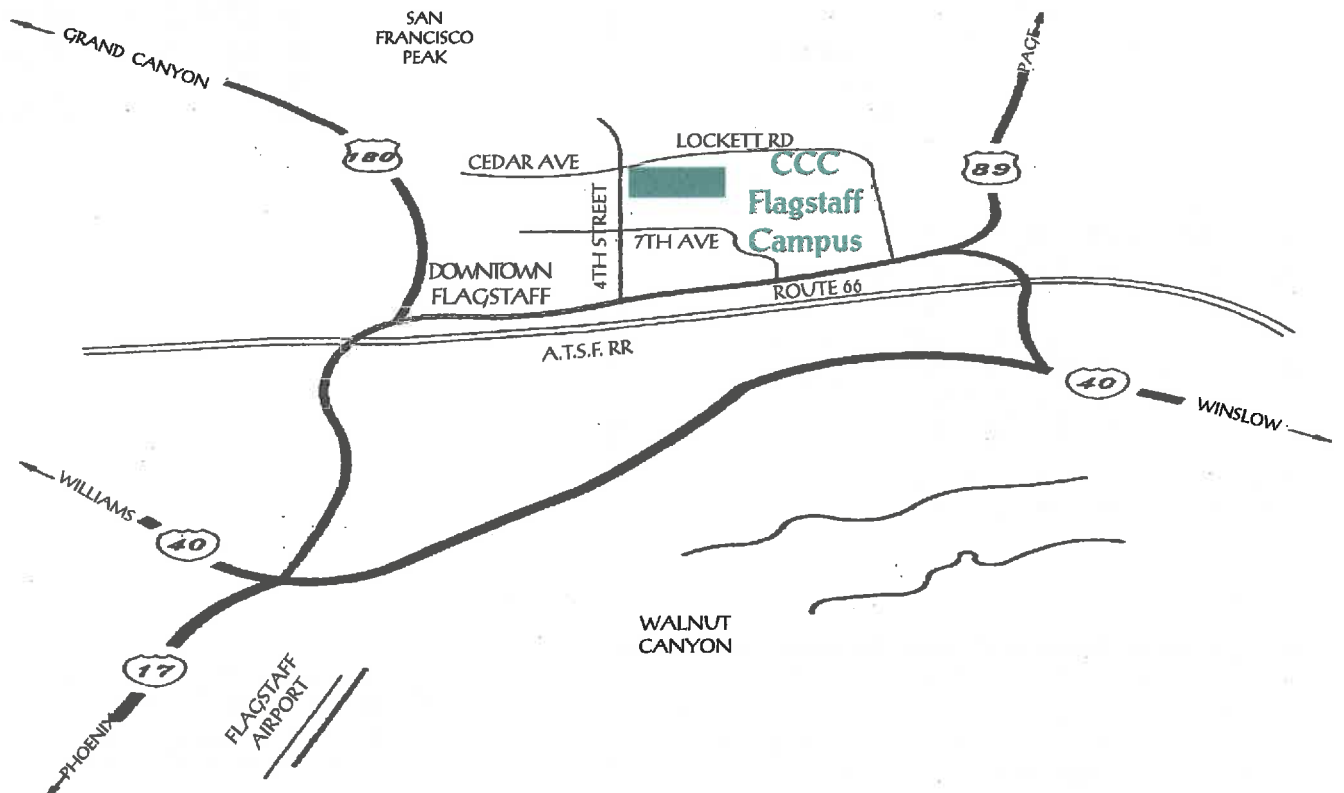 SAN
FRANCISCO
PEAK
GRAND CANYON
PAGE
180
LOCKETT RD
CEDAR AVE
CCC
Flagstaff
Campus
89
4TH STREET
7TH AVE
DOWNTOWN
FLAGSTAFF
ROUTE 66
A.T.S.F. RR
40
WINSLOW
WILLIAMS
40
WALNUT
CANYON
17
FLAGSTAFF
AIRPORT
PHOENIX